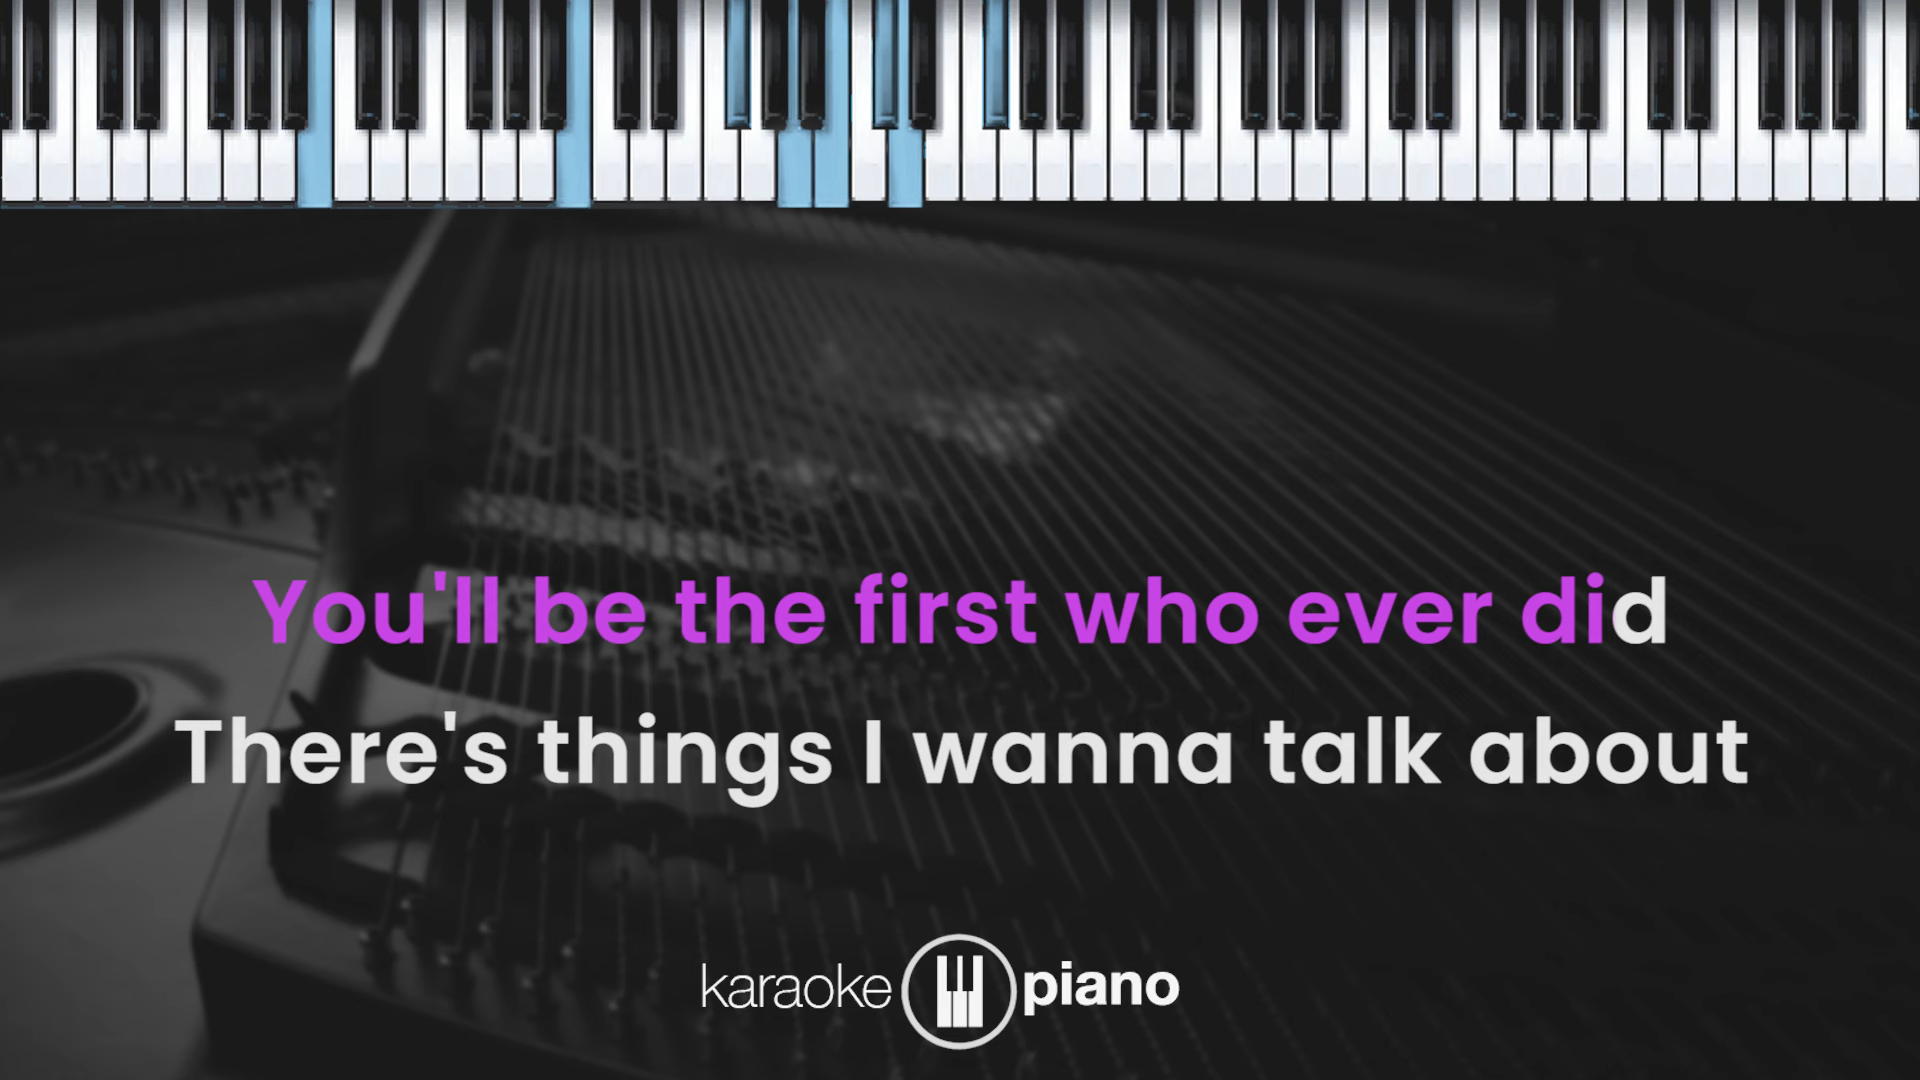 You'll be the first who ever did
There's things I wanna talk about
karaoke piano